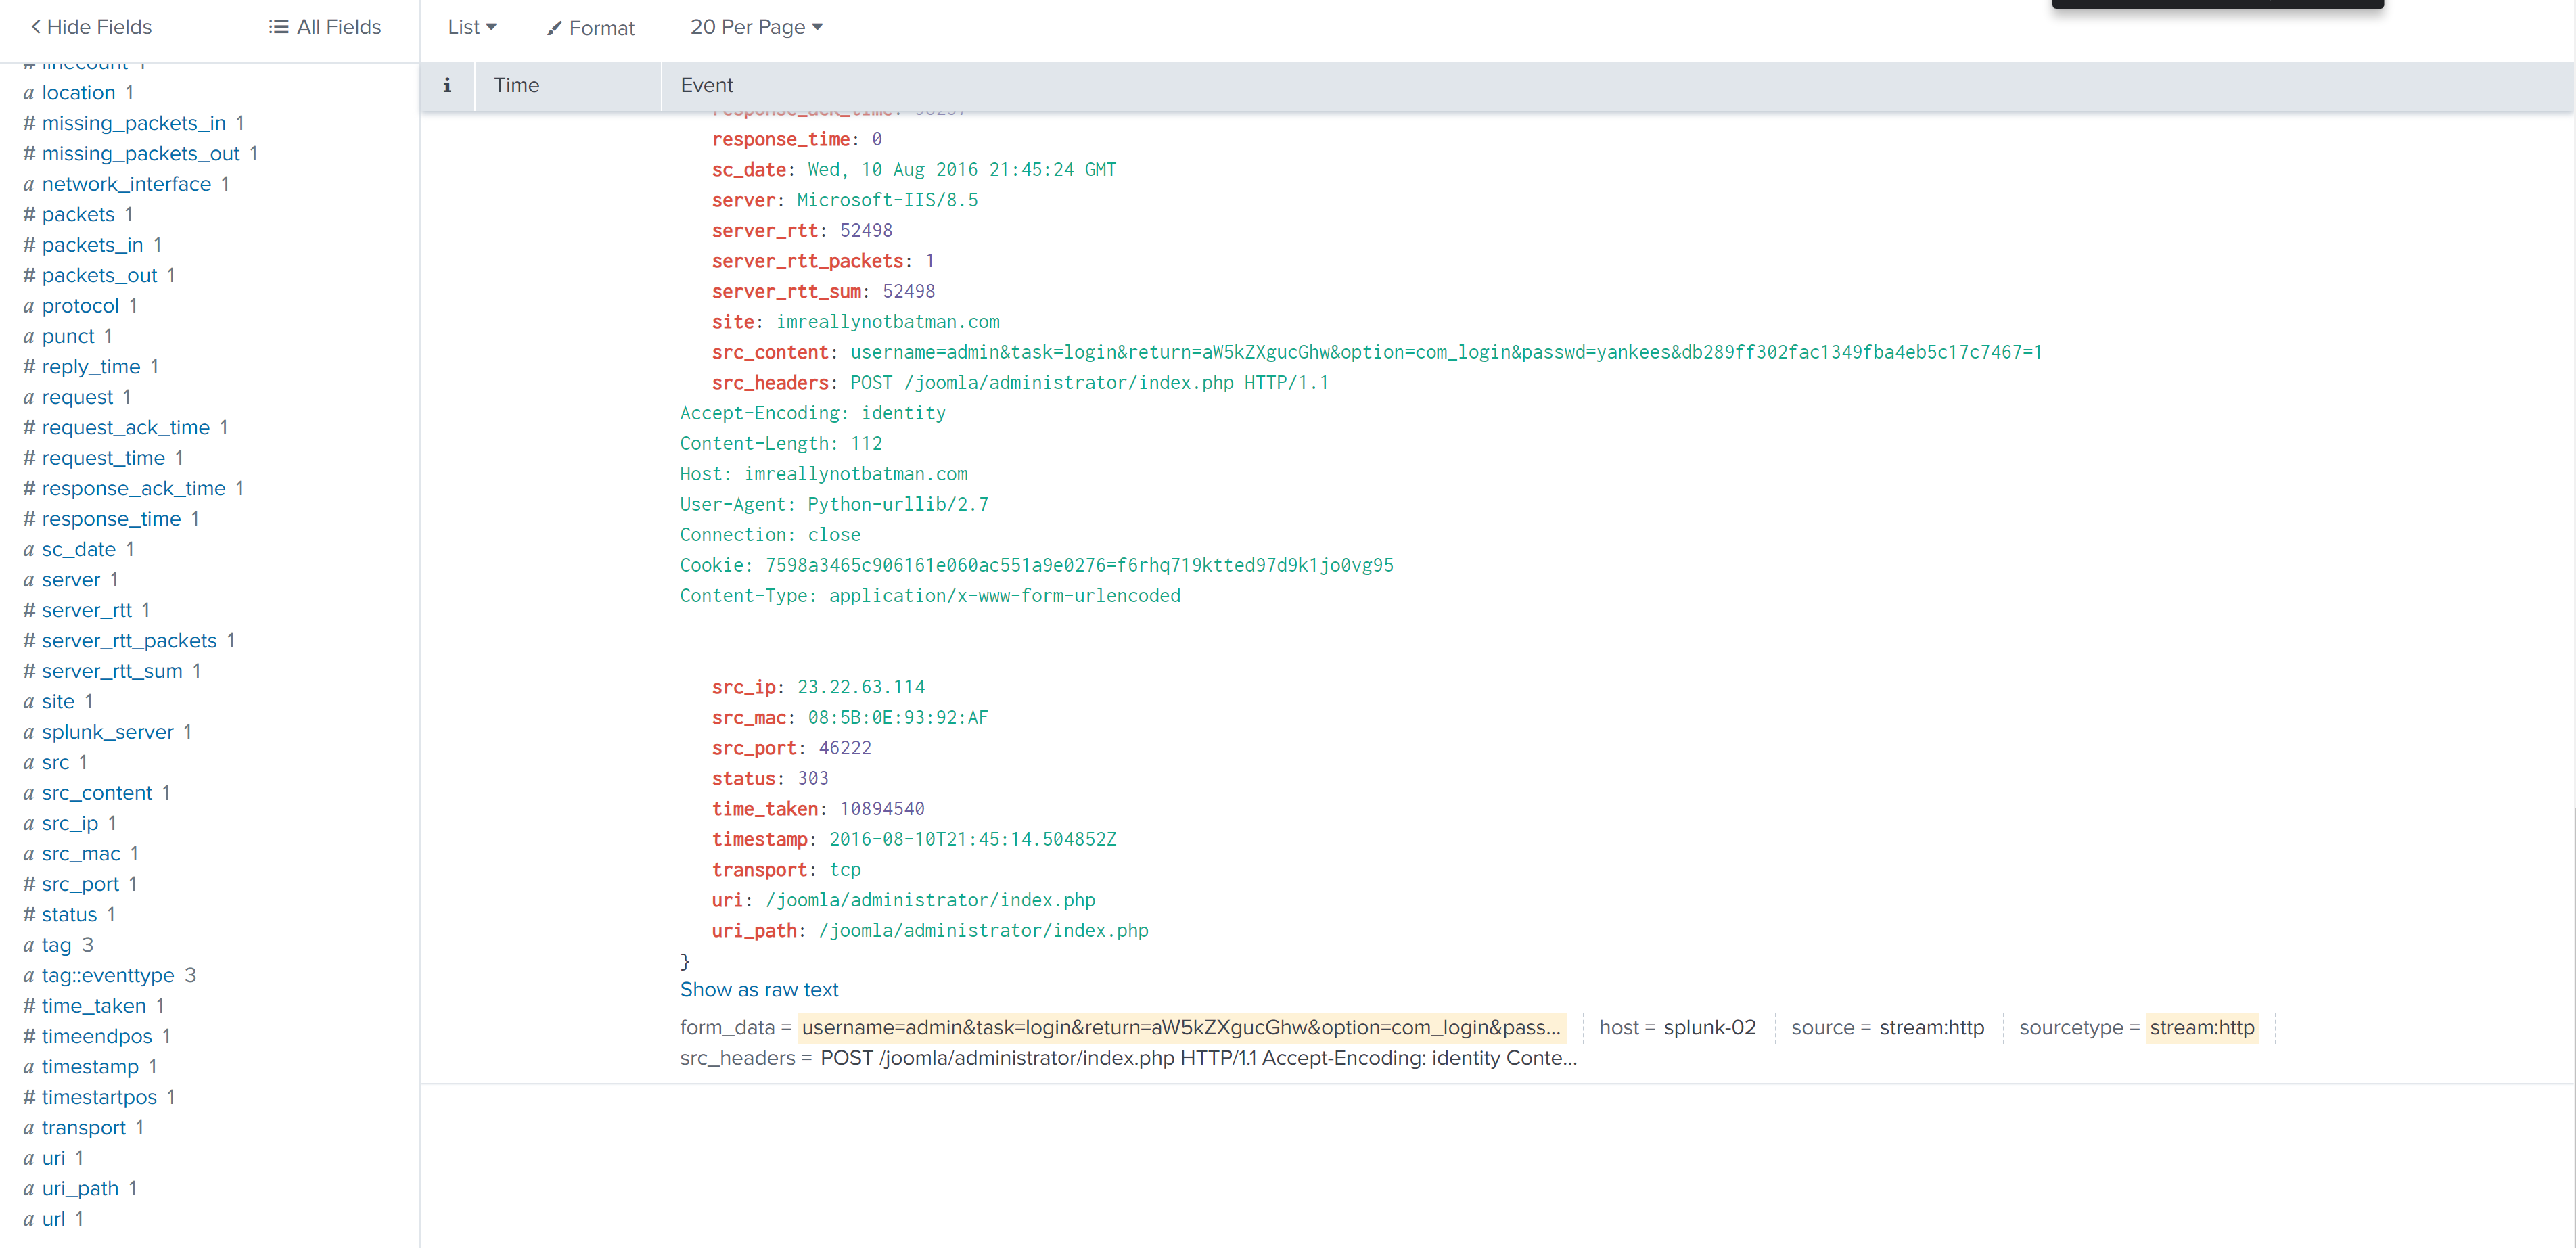 Hide Fields
All Fields
List
Format
20 Per Page
i Time Event
# linecount 1
a location 1
# missing_packets_in 1
# missing_packets_out 1
a network_interface 1
# packets 1
# packets_in 1
# packets_out 1
a protocol 1
a punct 1
# reply_time 1
a request 1
# request_ack_time 1
# request_time 1
# response_ack_time 1
# response_time 1
a sc_date 1
a server 1
# server_rtt 1
# server_rtt_packets 1
# server_rtt_sum 1
a site 1
a splunk_server 1
a src 1
a src_content 1
a src_ip 1
a src_mac 1
# src_port 1
# status 1
a tag 3
a tag::eventtype 3
# time_taken 1
# timeendpos 1
a timestamp 1
# timestartpos 1
a transport 1
a uri 1
a uri_path 1
a url 1
response_ack_time:
response_time: 0
sc_date: Wed, 10 Aug 2016 21:45:24 GMT
server: Microsoft-IIS/8.5
server_rtt: 52498
server_rtt_packets: 1
server_rtt_sum: 52498
site: imreallynotbatman.com
src_content: username=admin&task=login&return=aW5kZXgucGhw&option=com_login&passwd=yankees&db289ff302fac1349fba4eb5c17c7467=1
src_headers: POST /joomla/administrator/index.php HTTP/1.1
Accept-Encoding: identity
Content-Length: 112
Host: imreallynotbatman.com
User-Agent: Python-urllib/2.7
Connection: close
Cookie: 7598a3465c906161e060ac551a9e0276=f6rhq719ktted97d9k1jo0vg95
Content-Type: application/x-www-form-urlencoded
src_ip: 23.22.63.114
src_mac: 08:5B:0E:93:92:AF
src_port: 46222
status: 303
time_taken: 10894540
timestamp: 2016-08-10T21:45:14.504852Z
transport: tcp
uri: /joomla/administrator/index.php
uri_path: /joomla/administrator/index.php
}
Show as raw text
form_data = username=admin&task=login&return=aW5kZXgucGhw&option=com_login&pass... host = splunk-02 source = stream:http sourcetype = stream:http
src_headers = POST /joomla/administrator/index.php HTTP/1.1 Accept-Encoding: identity Conte...